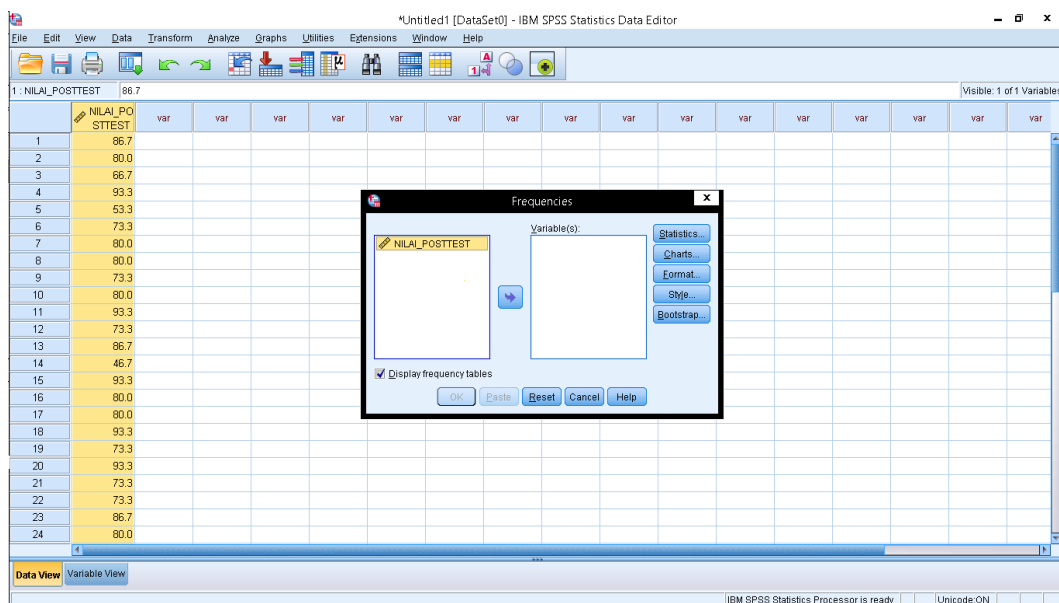 *Untitled1 [DataSet0] - IBM SPSS Statistics Data Editor
File Edit View Data Transform Analyze Graphs Utilities Extensions Window Help
1 : NILAI_POSTTEST 86.7 Visible: 1 of 1 Variables
NILAI_PO
STTEST var var var var var var var var var var var var var var var var
1 86.7
2 80.0
3 66.7
4 93.3
5 53.3
6 73.3
7 80.0
8 80.0
9 73.3
10 80.0
11 93.3
12 73.3
13 86.7
14 46.7
15 93.3
16 80.0
17 80.0
18 93.3
19 73.3
20 93.3
21 73.3
22 73.3
23 86.7
24 80.0
Frequencies
Variable(s):
NILAI_POSTTEST
Statistics...
Charts...
Format...
Style...
Bootstrap...
Display frequency tables
OK Paste Reset Cancel Help
Data View Variable View
IBM SPSS Statistics Processor is ready Unicode:ON